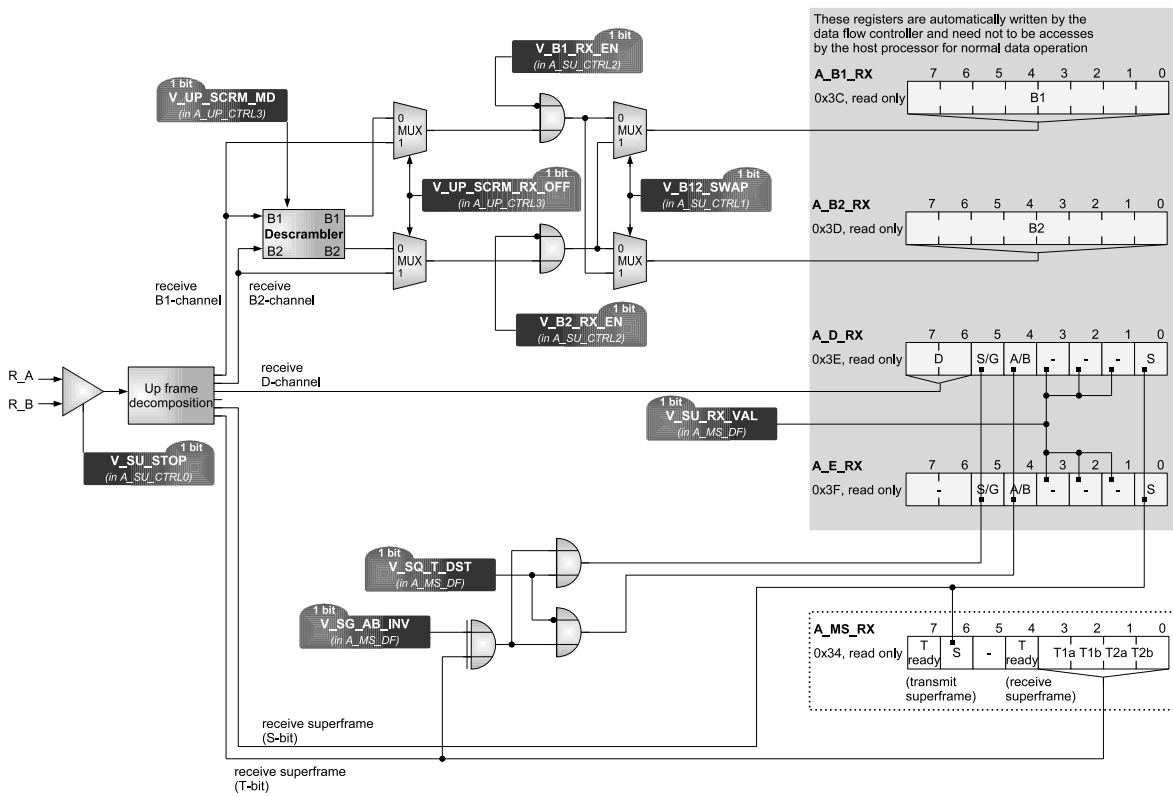 These registers are automatically written by the
data flow controller and need not to be accesses
by the host processor for normal data operation
1 bit
V_B1_RX_EN
(in A_SU_CTRL2)
A_B1_RX
7 6 5 4 3 2 1 0
0x3C, read only
B1
1 bit
V_UP_SCRM_MD
(in A_UP_CTRL3)
0
MUX
1
0
MUX
1
1 bit
V_UP_SCRM_RX_OFF
(in A_UP_CTRL3)
1 bit
V_B12_SWAP
(in A_SU_CTRL1)
A_B2_RX
7 6 5 4 3 2 1 0
0x3D, read only
B2
B1 B1
Descrambler
B2 B2
0
MUX
1
0
MUX
1
receive
B1-channel
receive
B2-channel
1 bit
V_B2_RX_EN
(in A_SU_CTRL2)
R_A
R_B
Up frame
decomposition
receive
D-channel
A_D_RX
7 6 5 4 3 2 1 0
0x3E, read only
D S/G A/B - - - S
1 bit
V_SU_RX_VAL
(in A_MS_DF)
1 bit
V_SU_STOP
(in A_SU_CTRL0)
A_E_RX
7 6 5 4 3 2 1 0
0x3F, read only
- S/G A/B - - - S
1 bit
V_SQ_T_DST
(in A_MS_DF)
1 bit
V_SG_AB_INV
(in A_MS_DF)
A_MS_RX
7 6 5 4 3 2 1 0
0x34, read only
T
ready
S
-
T
ready
T1a T1b T2a T2b
(transmit
superframe)
(receive
superframe)
receive superframe
(S-bit)
receive superframe
(T-bit)